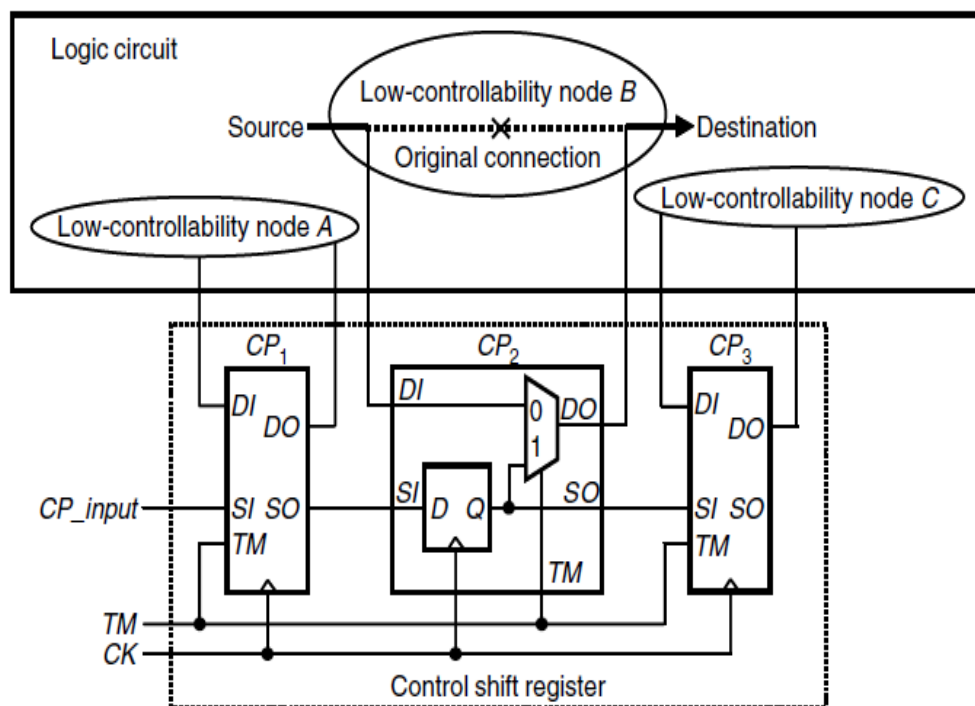 Logic circuit
Low-controllability node B
Source
Destination
Original connection
Low-controllability node A
Low-controllability node C
CP1
CP2
CP3
DI
DO
SI SO
TM
DI
0
1
DO
SI
D Q
SO
TM
DI
DO
SI SO
TM
CP_input
TM
CK
Control shift register